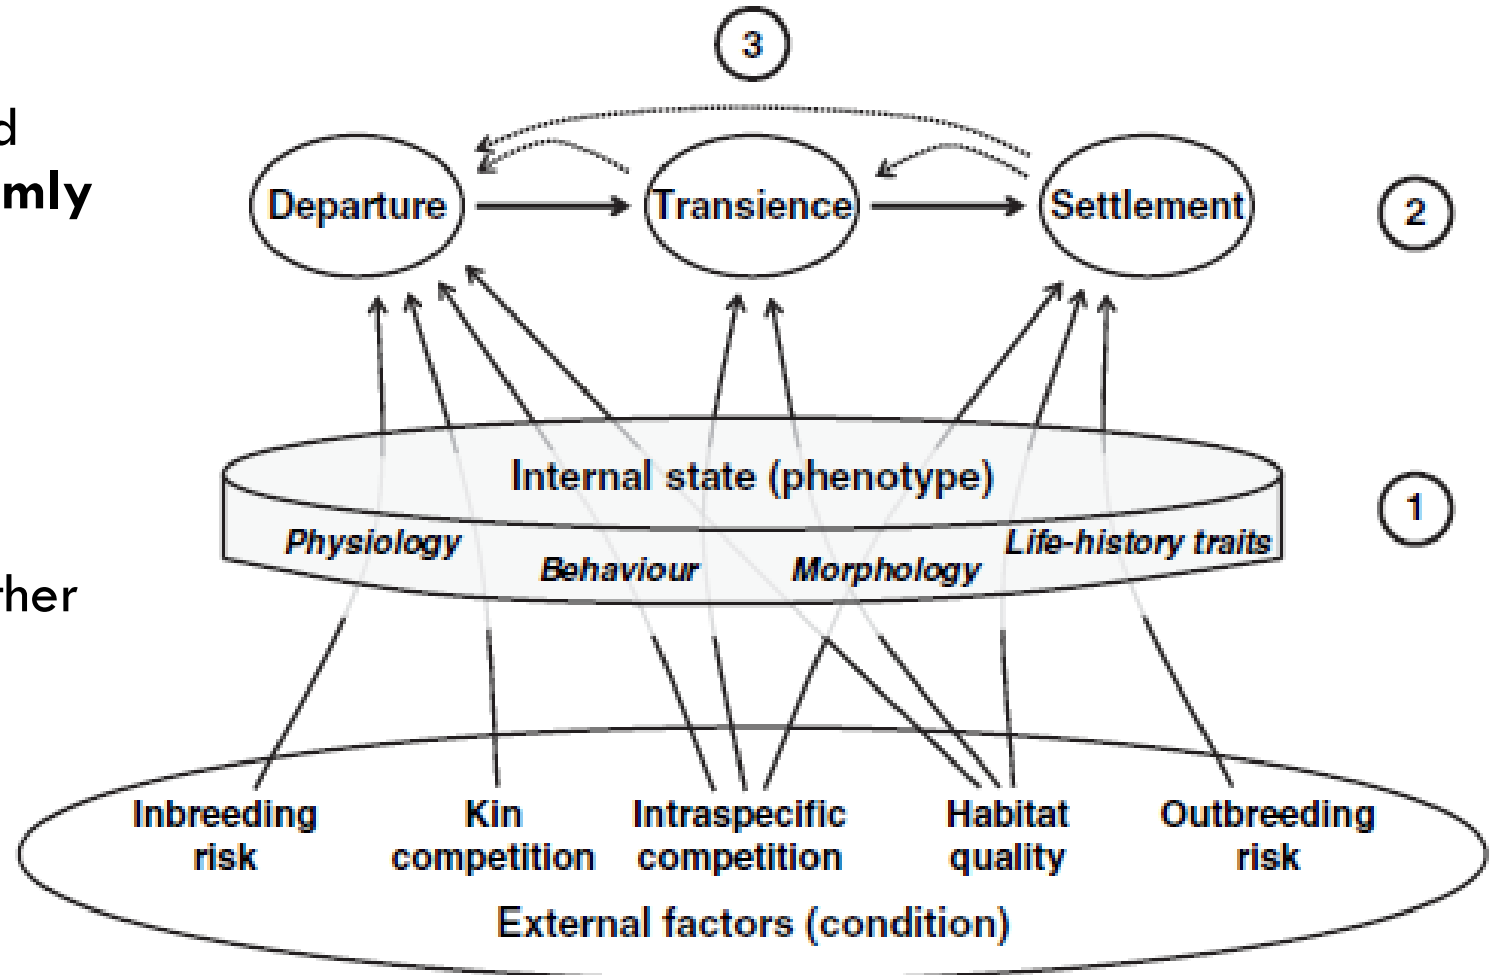 3
d
mly
Departure
Transience
Settlement
2
Internal state (phenotype)
1
Physiology
Behaviour
Morphology
Life-history traits
her
Inbreeding
risk
Kin
competition
Intraspecific
competition
Habitat
quality
Outbreeding
risk
External factors (condition)